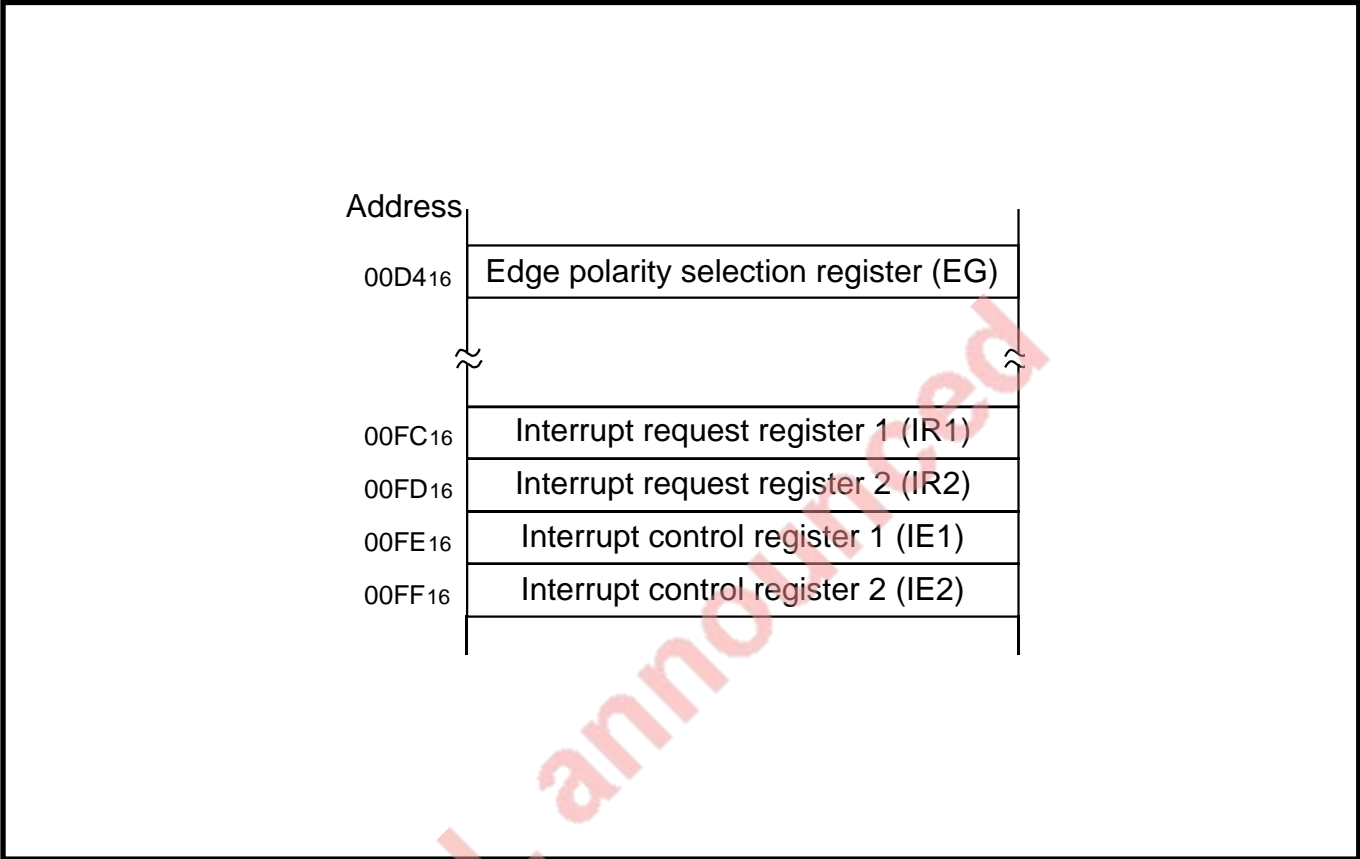 Address
00D416 Edge polarity selection register (EG)
00FC16 Interrupt request register 1 (IR1)
00FD16 Interrupt request register 2 (IR2)
00FE16 Interrupt control register 1 (IE1)
00FF16 Interrupt control register 2 (IE2)
announced